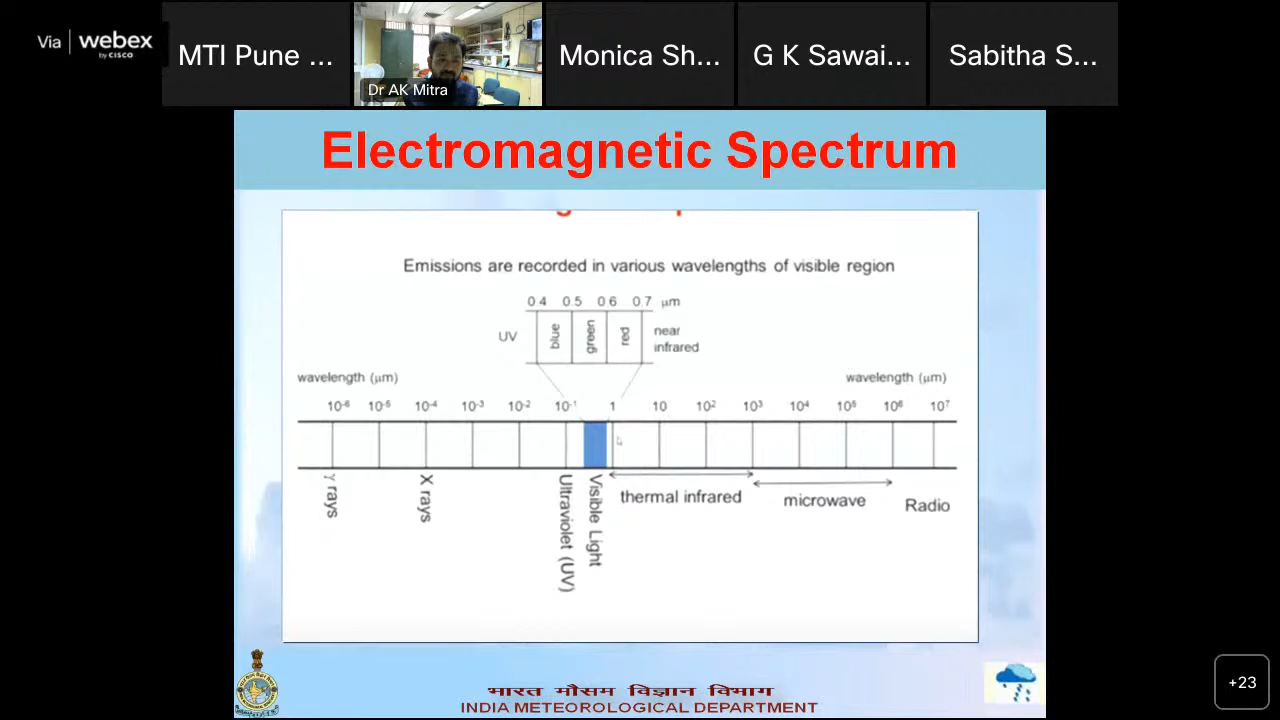 Via webex
by CISCO
MTI Pune ...
Dr AK Mitra
Monica Sh...
G K Sawai...
Sabitha S...
Electromagnetic Spectrum
Emissions are recorded in various wavelengths of visible region
0 4 0 5 0 6 0 7 μm
UV blue green red near
infrared
wavelength (μm) wavelength (μm)
10⁻⁶ 10⁻⁵ 10⁻⁴ 10⁻³ 10⁻² 10⁻¹ 1 10 10² 10³ 10⁴ 10⁵ 10⁶ 10⁷
γ rays X rays Ultraviolet (UV) Visible Light thermal infrared microwave Radio
भारत मौसम विज्ञान विभाग
INDIA METEOROLOGICAL DEPARTMENT
+23